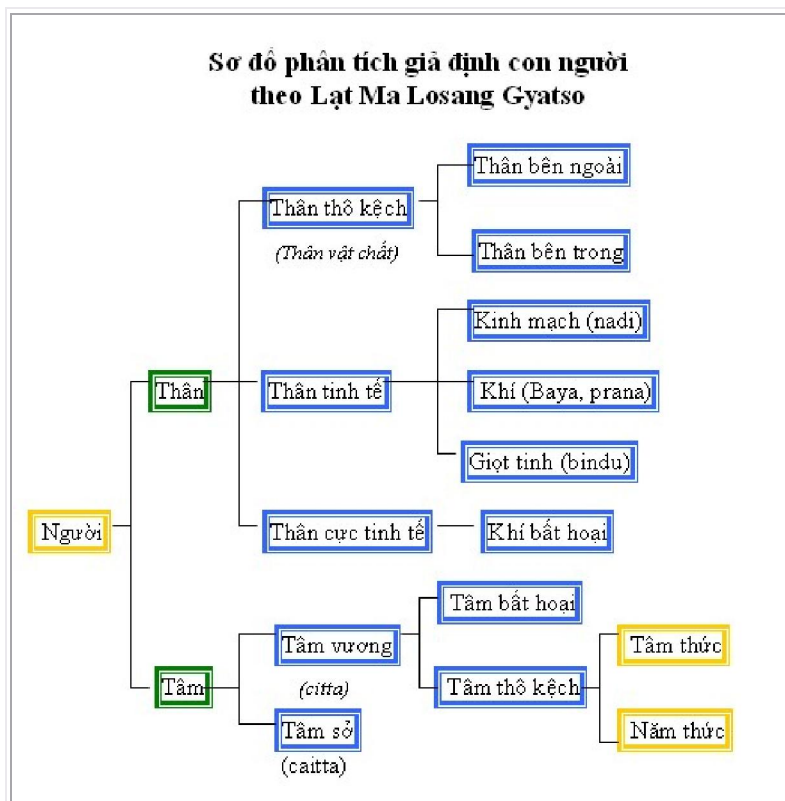 Sơ đồ phân tích giả định con người
theo Lạt Ma Losang Gyatso
Thân bên ngoài
Thân thô kệch
(Thân vật chất)
Thân bên trong
Kinh mạch (nadi)
Thân
Thân tinh tế
Khí (Baya, prana)
Giọt tinh (bindu)
Người
Thân cực tinh tế
Khí bất hoại
Tâm bất hoại
Tâm vương
(citta)
Tâm thức
Tâm
Tâm thô kệch
Tâm sở
(caitta)
Năm thức